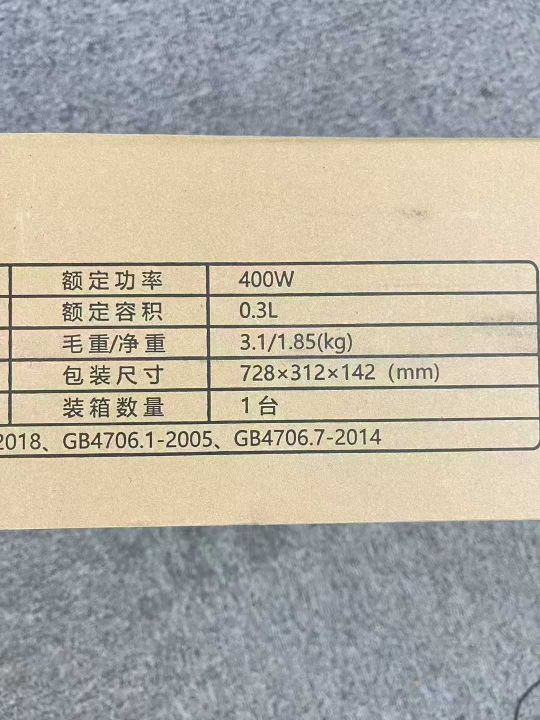 额定功率 400W
额定容积 0.3L
毛重/净重 3.1/1.85(kg)
包装尺寸 728×312×142 (mm)
装箱数量 1台
2018、GB4706.1-2005、GB4706.7-2014